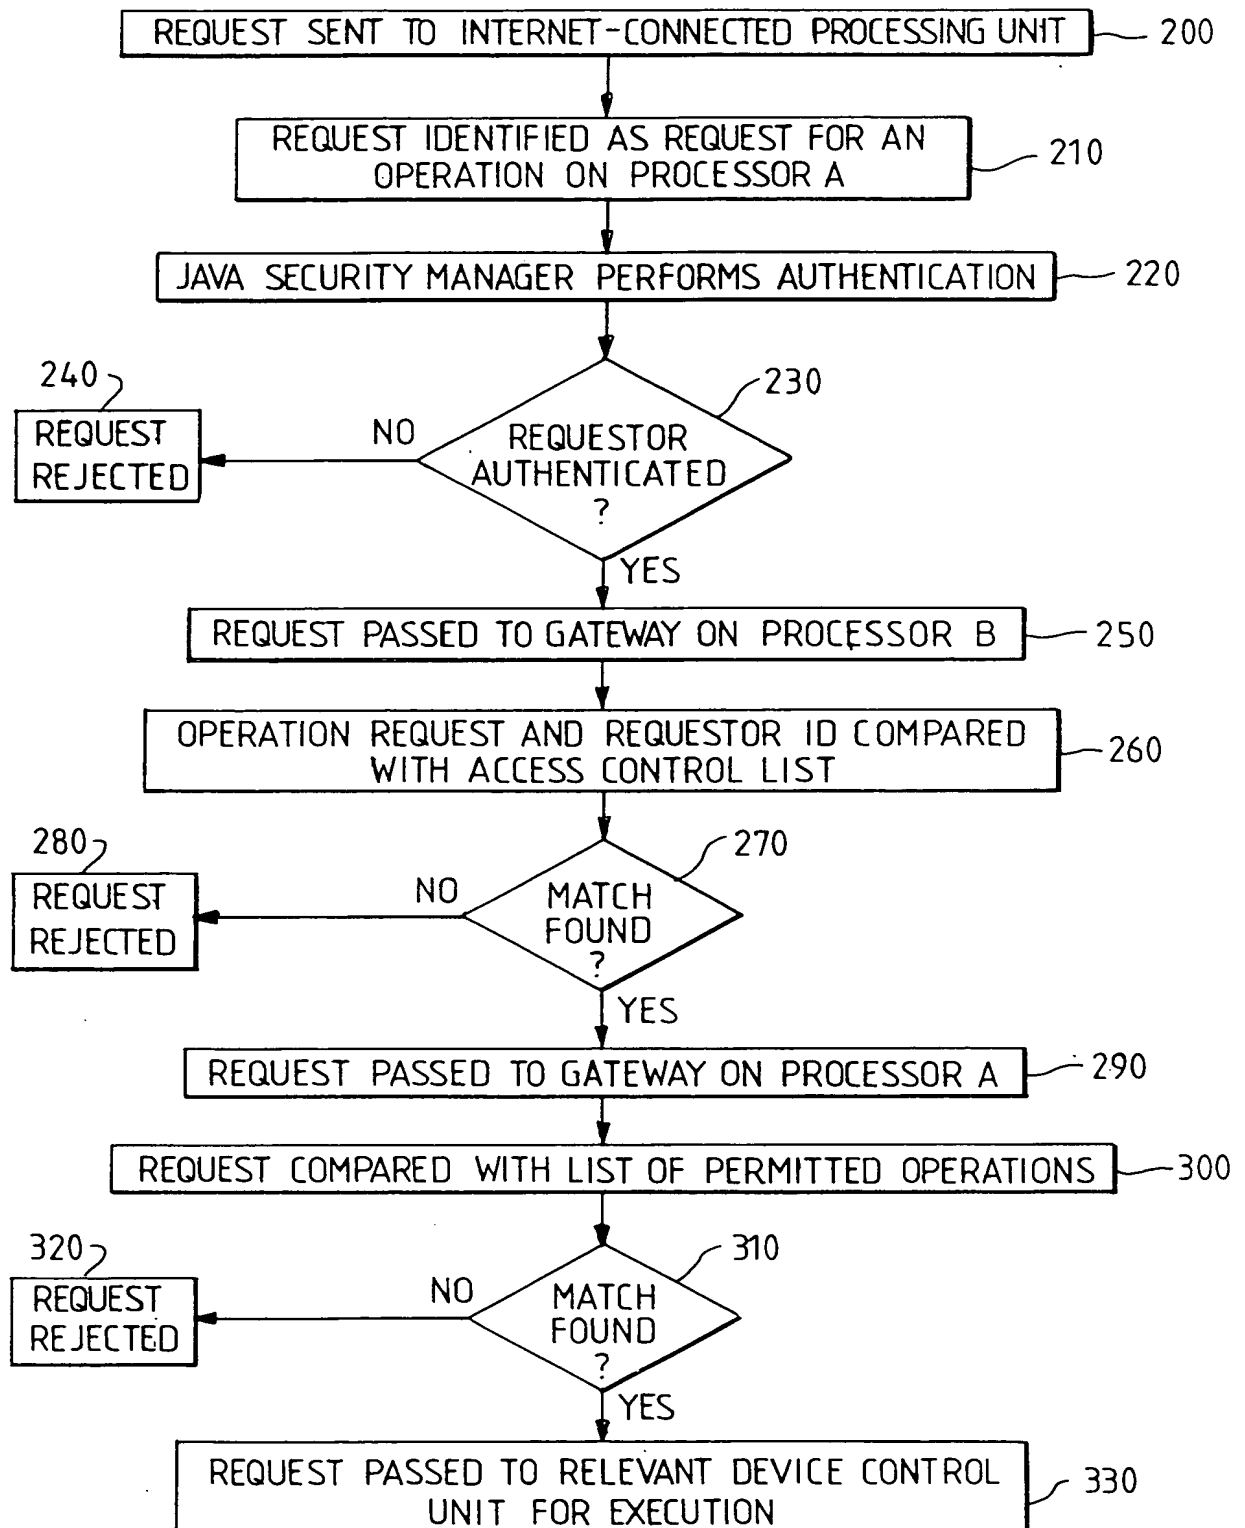 REQUEST SENT TO INTERNET-CONNECTED PROCESSING UNIT
200
REQUEST IDENTIFIED AS REQUEST FOR AN
OPERATION ON PROCESSOR A
210
JAVA SECURITY MANAGER PERFORMS AUTHENTICATION
220
230
REQUESTOR
AUTHENTICATED
?
NO
240
REQUEST
REJECTED
YES
REQUEST PASSED TO GATEWAY ON PROCESSOR B
250
OPERATION REQUEST AND REQUESTOR ID COMPARED
WITH ACCESS CONTROL LIST
260
270
MATCH
FOUND
?
NO
280
REQUEST
REJECTED
YES
REQUEST PASSED TO GATEWAY ON PROCESSOR A
290
REQUEST COMPARED WITH LIST OF PERMITTED OPERATIONS
300
310
MATCH
FOUND
?
NO
320
REQUEST
REJECTED
YES
REQUEST PASSED TO RELEVANT DEVICE CONTROL
UNIT FOR EXECUTION
330